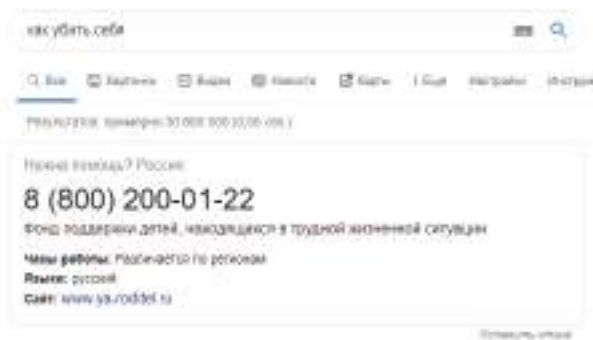 как убить себя
Все Картинки Видео Новости Карты Ещё Настройки
Нужна помощь? Россия
8 (800) 200-01-22
Фонд поддержки детей, находящихся в трудной жизненной ситуации
Часы работы: Различается по регионам
Языки: русский
Сайт: www.ya-roditel.ru
Оставить отзыв